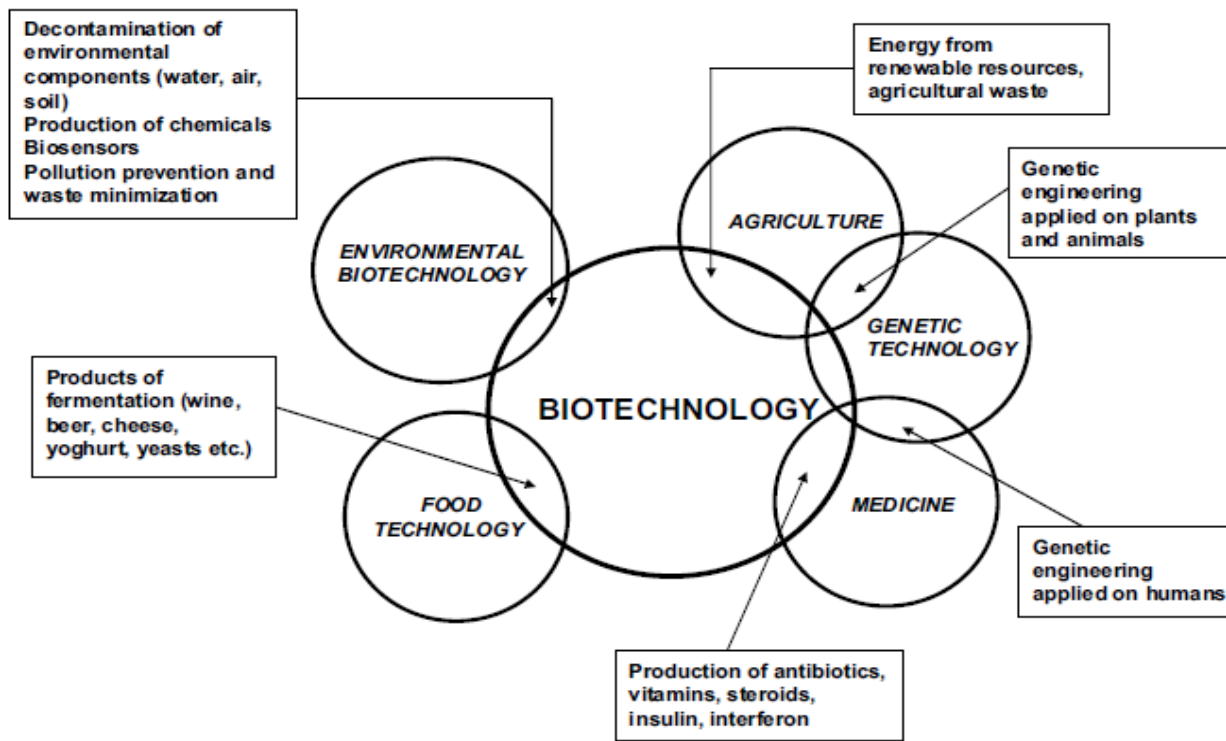 Decontamination of
environmental
components (water, air,
soil)
Production of chemicals
Biosensors
Pollution prevention and
waste minimization
Energy from
renewable resources,
agricultural waste
Genetic
engineering
applied on plants
and animals
AGRICULTURE
ENVIRONMENTAL
BIOTECHNOLOGY
GENETIC
TECHNOLOGY
Products of
fermentation (wine,
beer, cheese,
yoghurt, yeasts etc.)
BIOTECHNOLOGY
FOOD
TECHNOLOGY
MEDICINE
Genetic
engineering
applied on humans
Production of antibiotics,
vitamins, steroids,
insulin, interferon